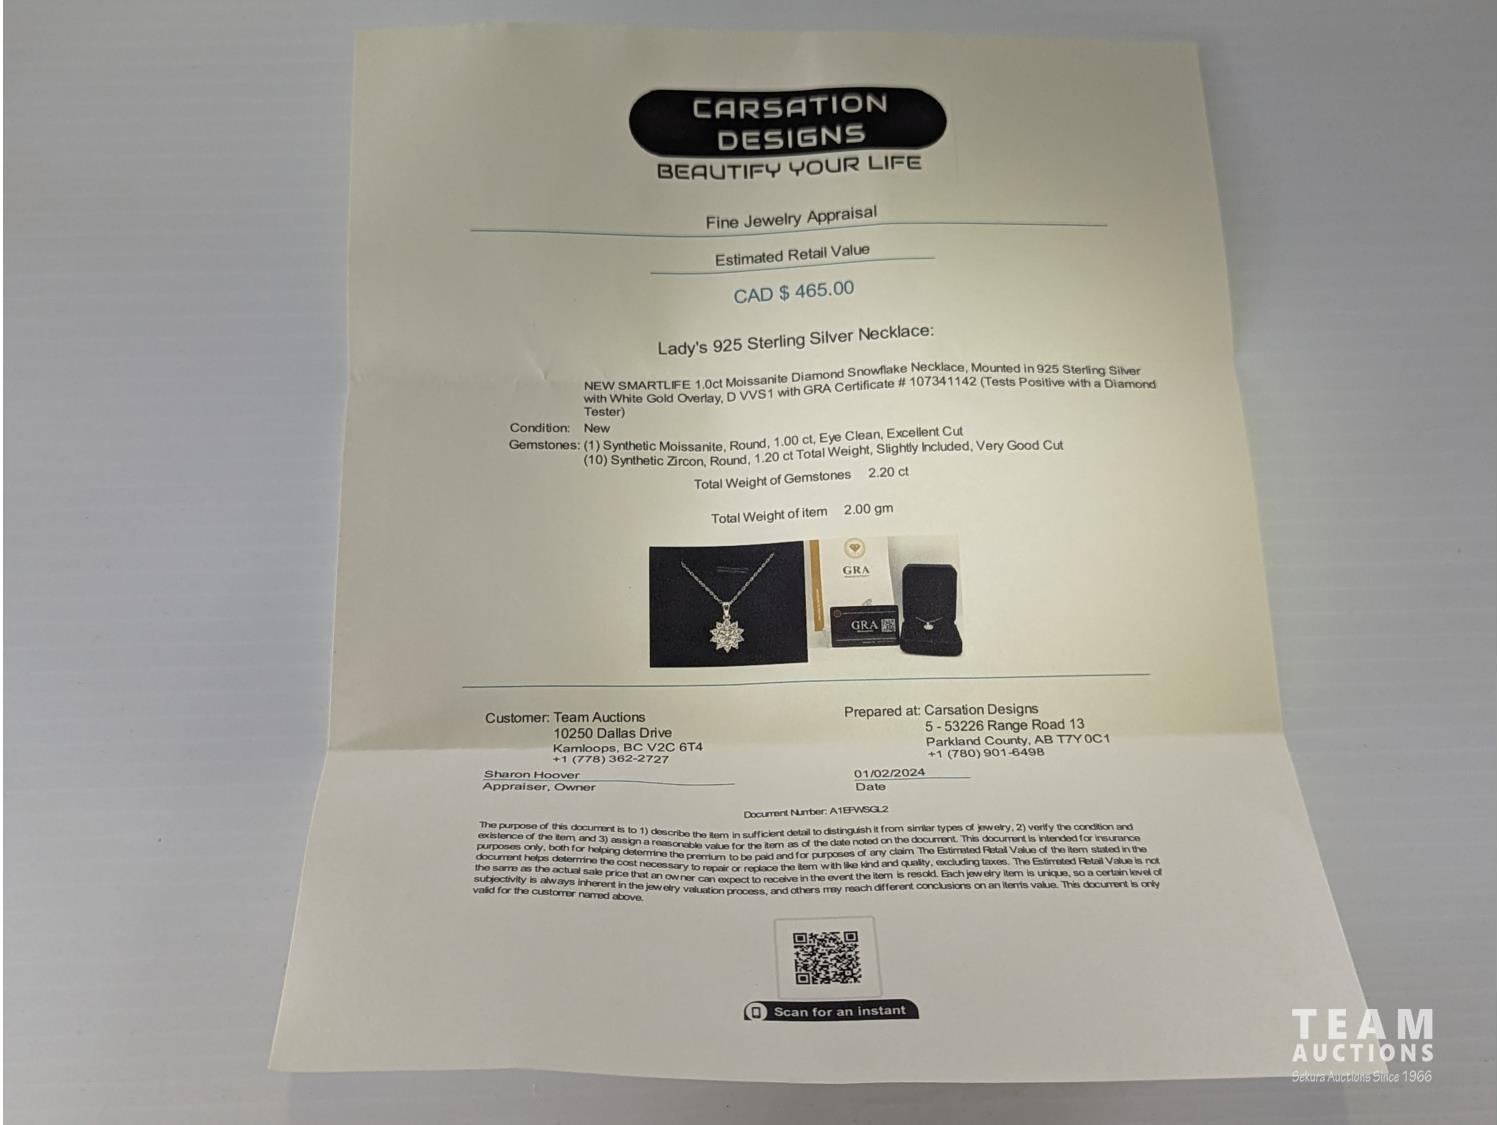 CARSATION
DESIGNS
BEAUTIFY YOUR LIFE
Fine Jewelry Appraisal
Estimated Retail Value
CAD $ 465.00
Lady's 925 Sterling Silver Necklace:
NEW SMARTLIFE 1.0ct Moissanite Diamond Snowflake Necklace, Mounted in 925 Sterling Silver
with White Gold Overlay, D VVS1 with GRA Certificate # 107341142 (Tests Positive with a Diamond
Tester)
Condition: New
Gemstones: (1) Synthetic Moissanite, Round, 1.00 ct, Eye Clean, Excellent Cut
(10) Synthetic Zircon, Round, 1.20 ct Total Weight, Slightly Included, Very Good Cut
Total Weight of Gemstones 2.20 ct
Total Weight of item 2.00 gm
GRA
GRA
Customer: Team Auctions
10250 Dallas Drive
Kamloops, BC V2C 6T4
+1 (778) 362-2727
Sharon Hoover
Appraiser, Owner
Prepared at: Carsation Designs
5 - 53226 Range Road 13
Parkland County, AB T7Y 0C1
+1 (780) 901-6498
01/02/2024
Date
Document Number: A1EFWSGL2
The purpose of this document is to 1) describe the item in sufficient detail to distinguish it from similar types of jewelry, 2) verify the condition and
existence of the item, and 3) assign a reasonable value for the item as of the date noted on the document. This document is intended for insurance
purposes only, both for helping determine the premium to be paid and for purposes of any claim. The Estimated Retail Value of the item stated in the
document helps determine the cost necessary to repair or replace the item with like kind and quality, excluding taxes. The Estimated Retail Value is not
the same as the actual sale price that an owner can expect to receive in the event the item is resold. Each jewelry item is unique, so a certain level of
subjectivity is always inherent in the jewelry valuation process, and others may reach different conclusions on an item's value. This document is only
valid for the customer named above.
Scan for an instant
TEAM
AUCTIONS
Sekura Auctions Since 1966